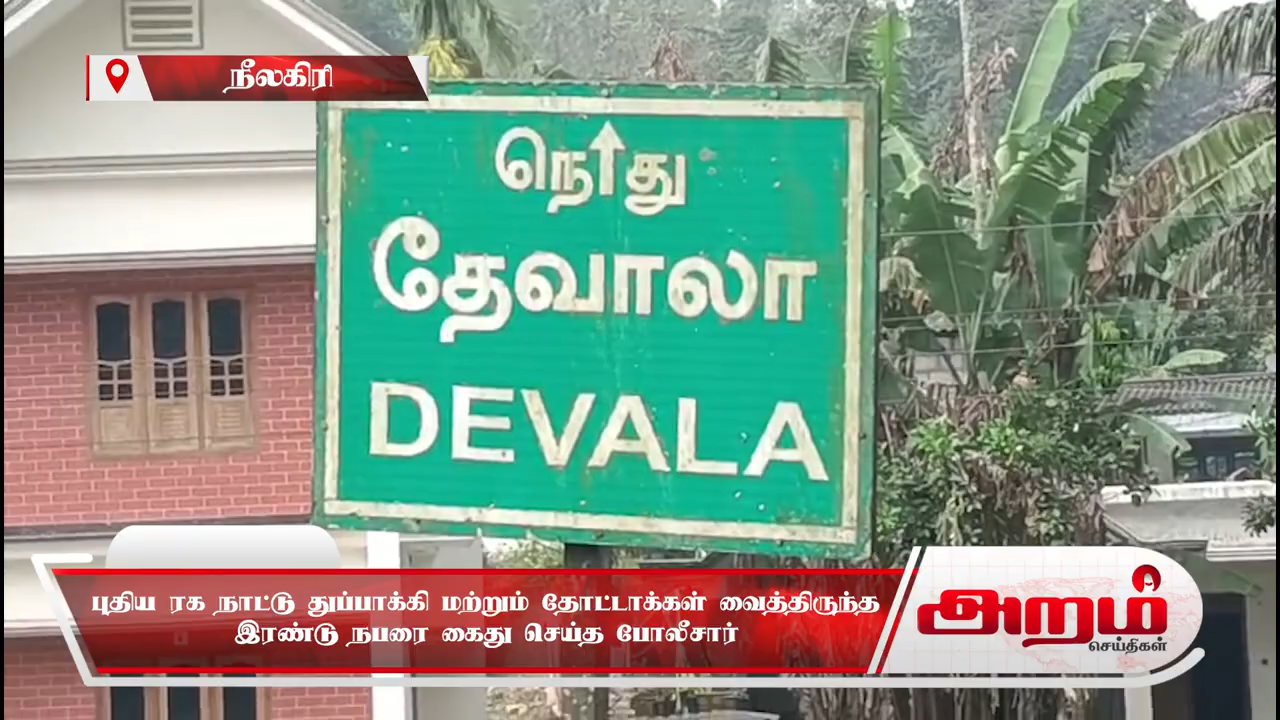 நீலகிரி
நெ↑து
தேவாலா
DEVALA
புதிய ரக நாட்டு துப்பாக்கி மற்றும் தோட்டாக்கள் வைத்திருந்த
இரண்டு நபரை கைது செய்த போலீசார்
அறம்
செய்திகள்